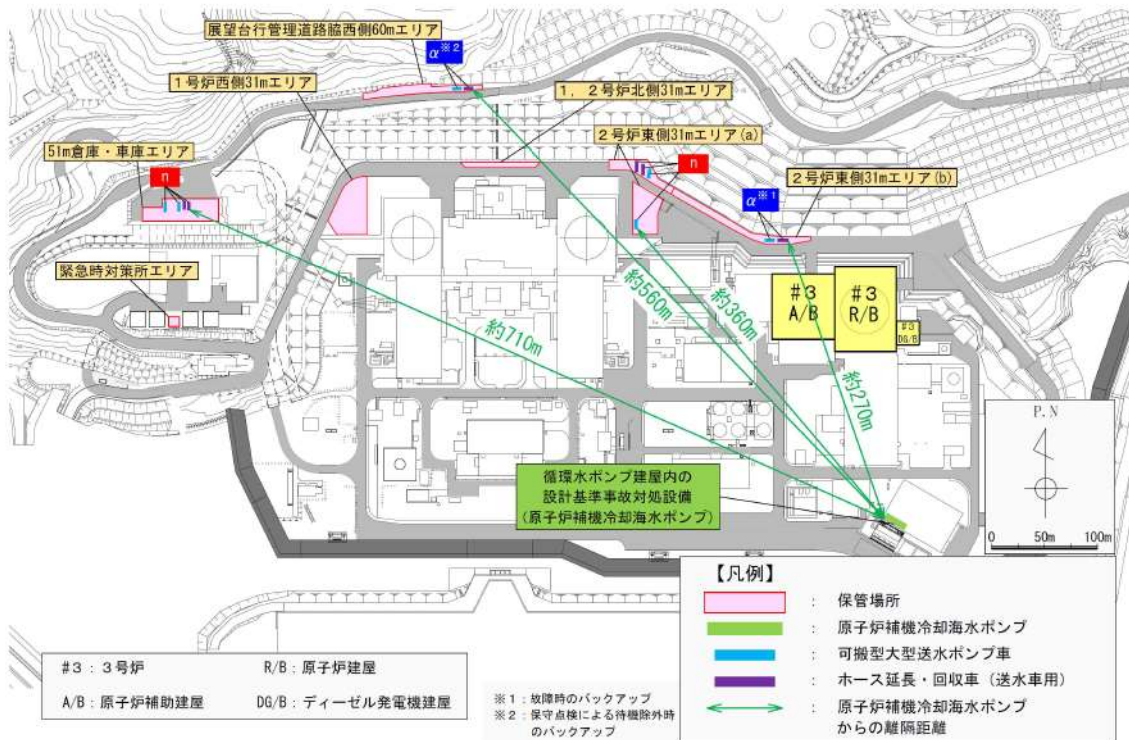 展望台行管理道路脇西側60mエリア
α※2
1号炉西側31mエリア
1, 2号炉北側31mエリア
2号炉東側31mエリア(a)
51m倉庫・車庫エリア
n
n
α※1
2号炉東側31mエリア(b)
緊急時対策所エリア
#3
A/B
#3
R/B
#3
DG/B
約560m
約360m
約710m
約270m
P.N
循環水ポンプ建屋内の
設計基準事故対処設備
(原子炉補機冷却海水ポンプ)
0 50m 100m
【凡例】
: 保管場所
: 原子炉補機冷却海水ポンプ
: 可搬型大型送水ポンプ車
: ホース延長・回収車(送水車用)
: 原子炉補機冷却海水ポンプ
からの離隔距離
#3:3号炉 R/B:原子炉建屋
A/B:原子炉補助建屋 DG/B:ディーゼル発電機建屋
※1:故障時のバックアップ
※2:保守点検による待機除外時
のバックアップ